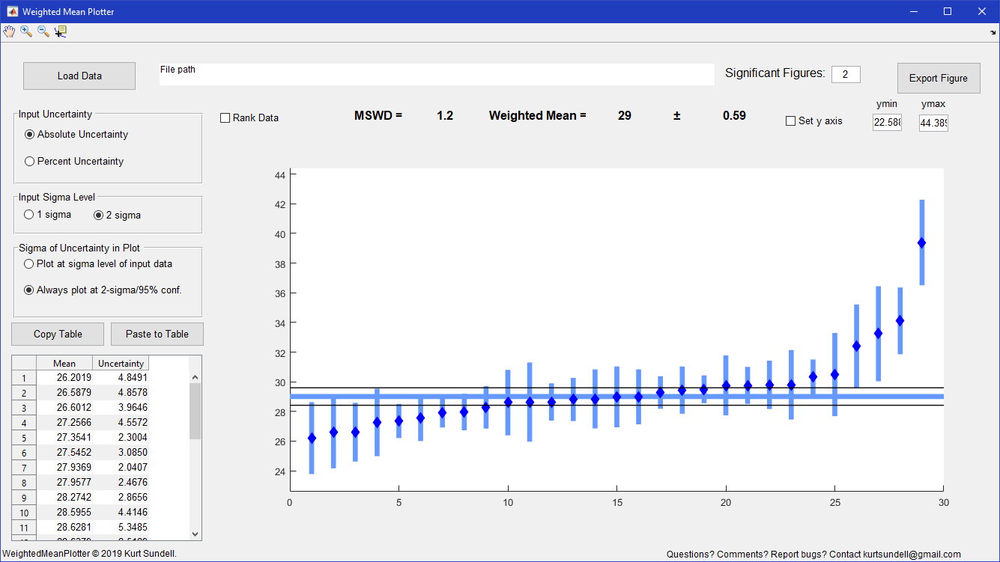 Weighted Mean Plotter
Load Data
File path
Significant Figures: 2
Export Figure
ymin ymax
Input Uncertainty
Rank Data
MSWD = 1.2 Weighted Mean = 29 ± 0.59
Set y axis
22.588 44.389
Absolute Uncertainty
Percent Uncertainty
Input Sigma Level
1 sigma 2 sigma
Sigma of Uncertainty in Plot
Plot at sigma level of input data
Always plot at 2-sigma/95% conf.
Copy Table Paste to Table
Mean Uncertainty
1 26.2019 4.8491
2 26.5879 4.8578
3 26.6012 3.9646
4 27.2566 4.5572
5 27.3541 2.3004
6 27.5452 3.0850
7 27.9369 2.0407
8 27.9577 2.4676
9 28.2742 2.8656
10 28.5955 4.4146
11 28.6281 5.3485
44
42
40
38
36
34
32
30
28
26
24
0 5 10 15 20 25 30
WeightedMeanPlotter © 2019 Kurt Sundell.
Questions? Comments? Report bugs? Contact kurtsundell@gmail.com